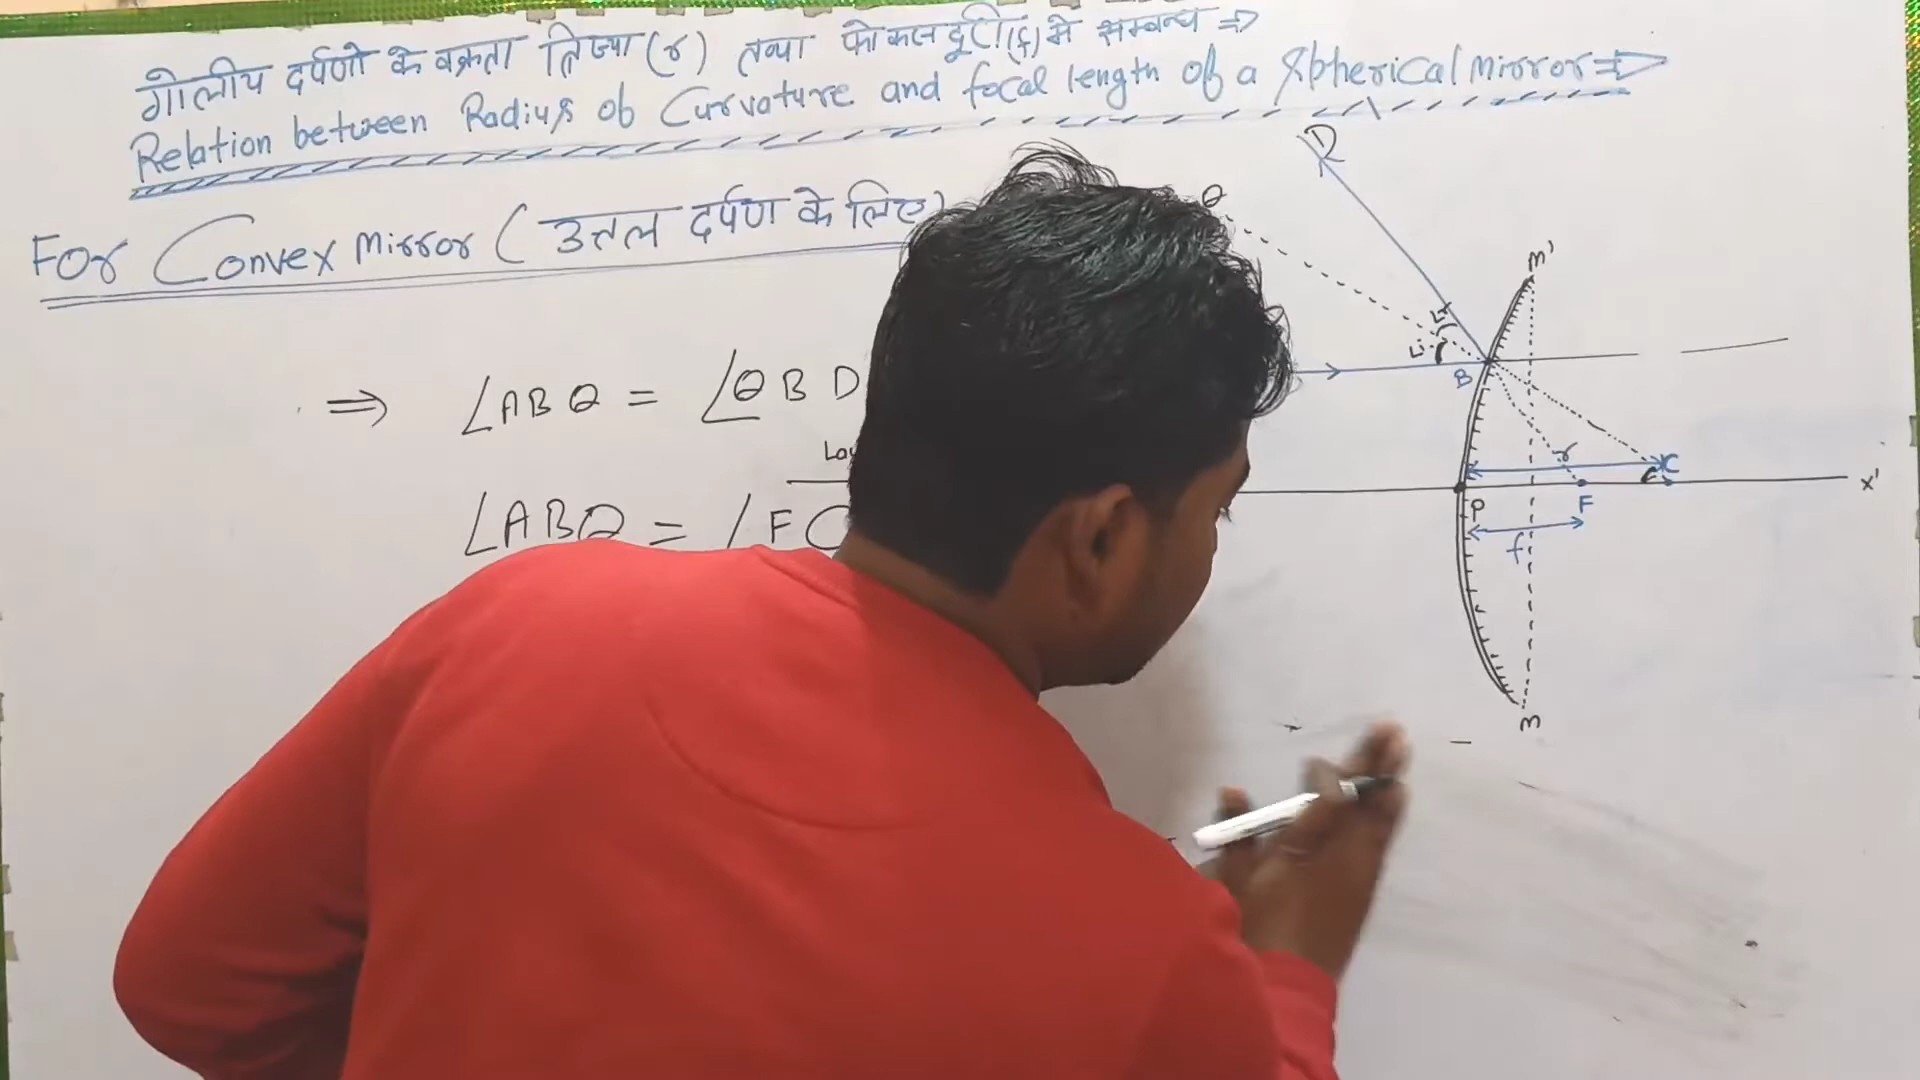 गोलीय दर्पणो के वक्रता त्रिज्या (r) तथा फोकस दूरी (f) मे सम्बन्ध ⇒
Relation between Radius of Curvature and focal length of a Spherical mirror ⇒
For Convex mirror ( उत्तल दर्पण के लिए )
⇒ ∠ABQ = ∠QBD
∠ABQ = ∠FC
D
Q
M'
∠r
∠i
B
r
C
P
F
x'
f
M